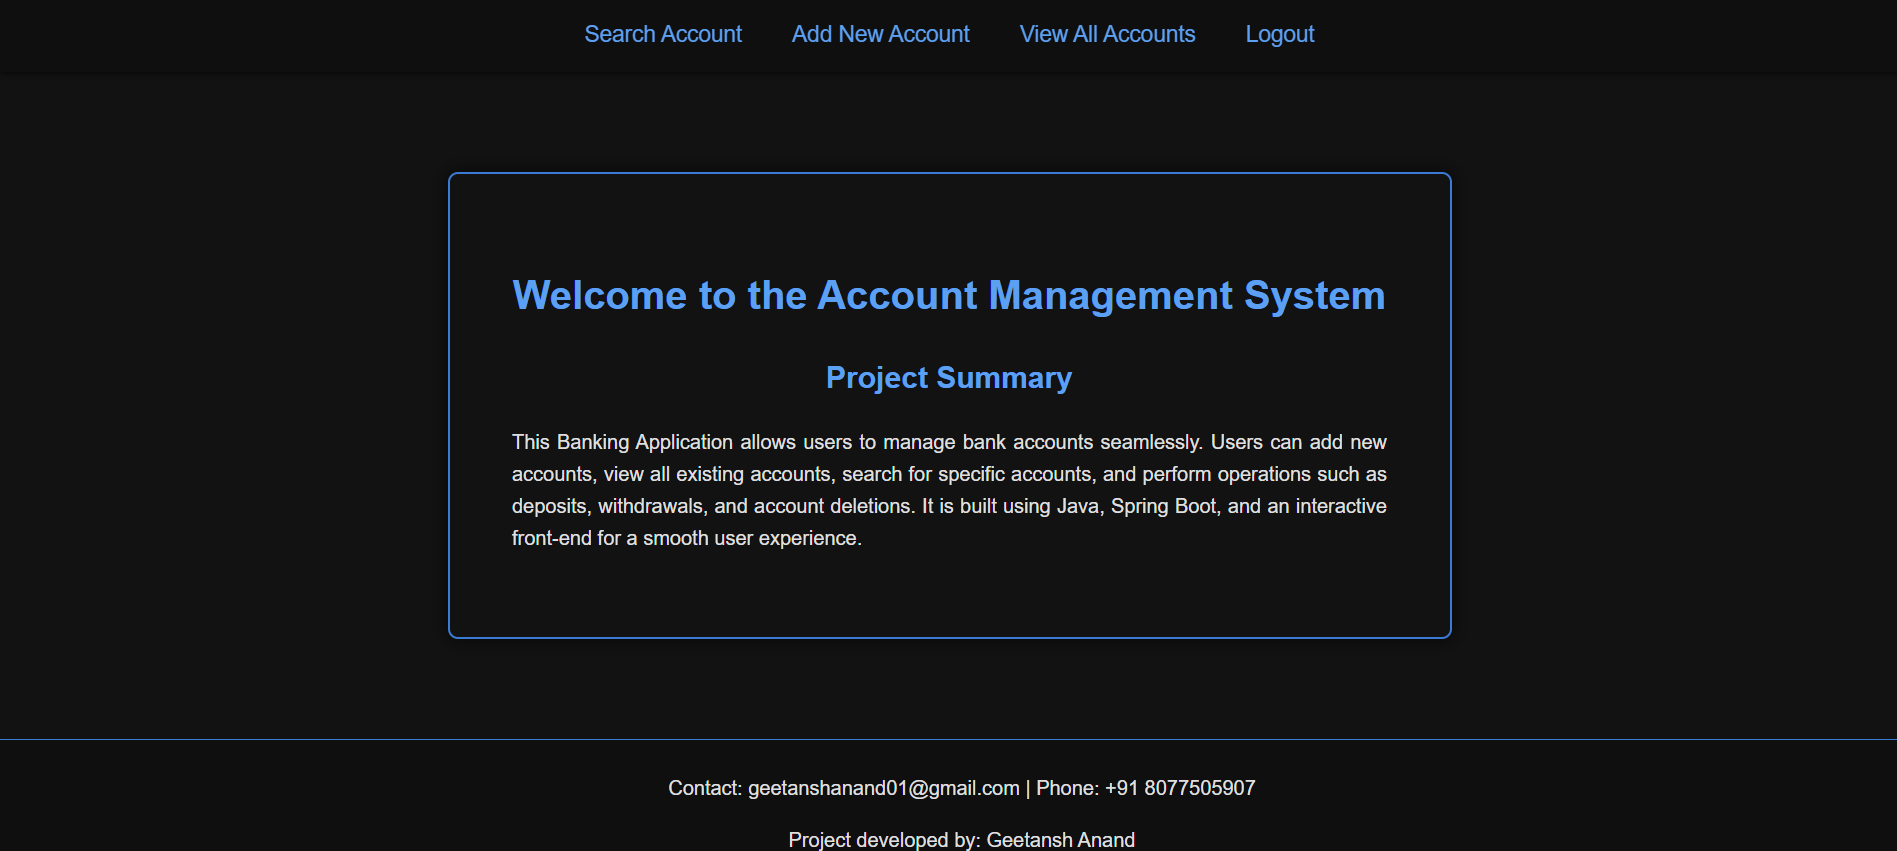 Search Account Add New Account View All Accounts Logout
Welcome to the Account Management System
Project Summary
This Banking Application allows users to manage bank accounts seamlessly. Users can add new
accounts, view all existing accounts, search for specific accounts, and perform operations such as
deposits, withdrawals, and account deletions. It is built using Java, Spring Boot, and an interactive
front-end for a smooth user experience.
Contact: geetanshanand01@gmail.com | Phone: +91 8077505907
Project developed by: Geetansh Anand